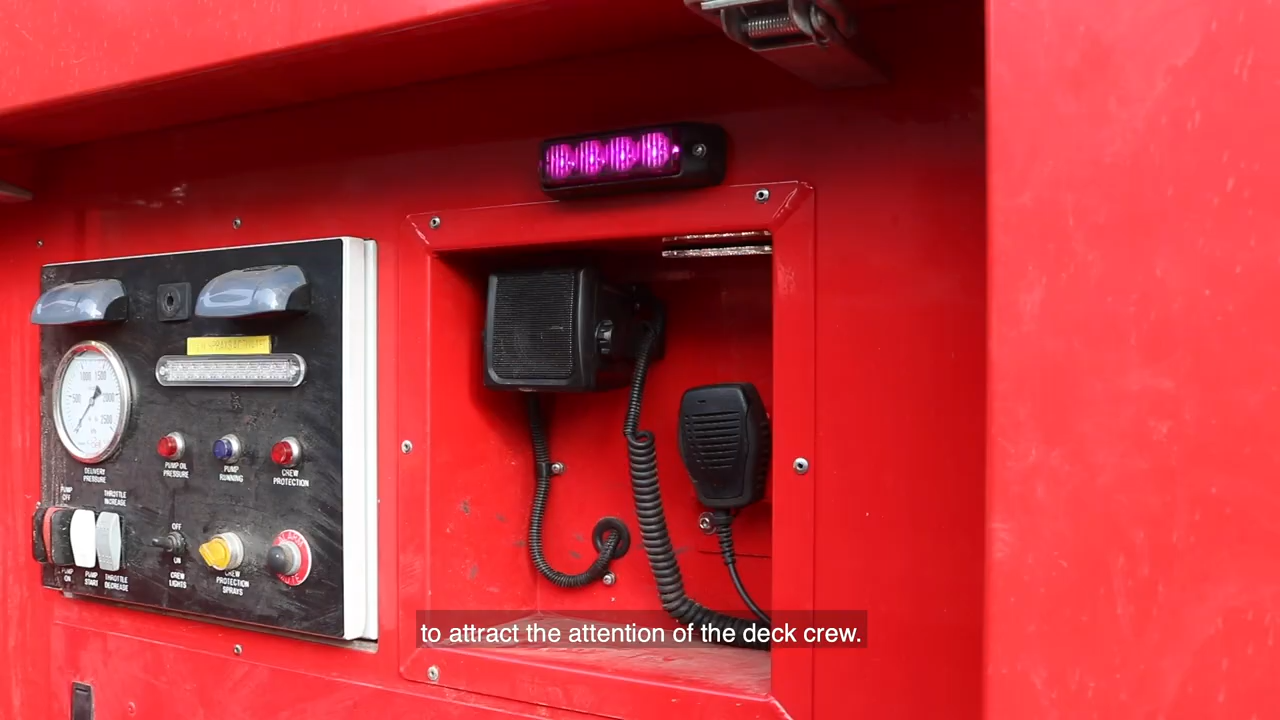 1000 1500
500
2000
2500
DELIVERY
PRESSURE
PUMP OIL
PRESSURE
PUMP
RUNNING
CREW
PROTECTION
PUMP
OFF
THROTTLE
INCREASE
OFF
ON
PUMP
ON
PUMP
START
THROTTLE
DECREASE
CREW
LIGHTS
CREW
PROTECTION
SPRAYS
to attract the attention of the deck crew.